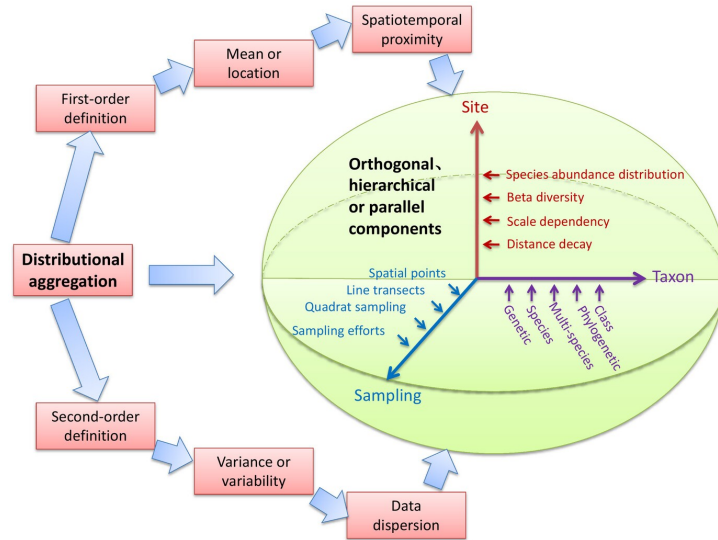 Spatiotemporal
proximity
Mean or
location
First-order
definition
Site
Orthogonal、
hierarchical
or parallel
components
Species abundance distribution
Beta diversity
Scale dependency
Distance decay
Distributional
aggregation
Spatial points
Line transects
Quadrat sampling
Sampling efforts
Taxon
Genetic
Species
Multi-species
Phylogenetic
Class
Sampling
Second-order
definition
Variance or
variability
Data
dispersion